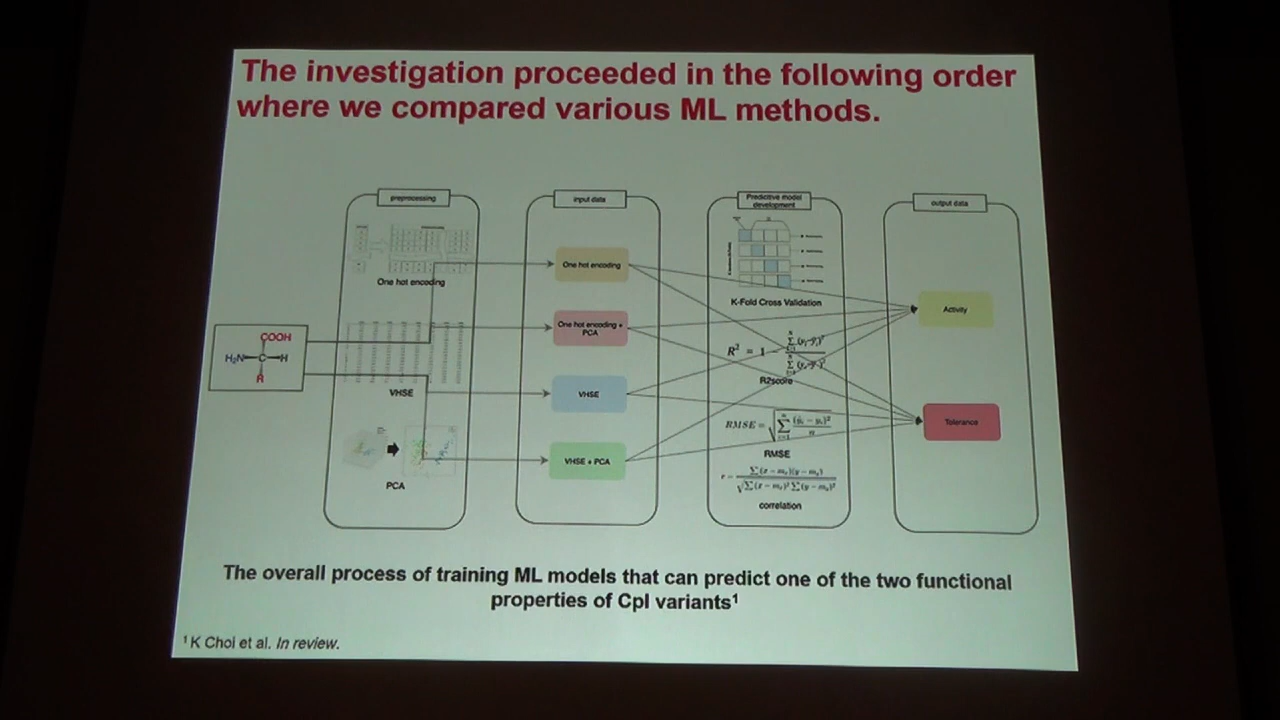 The investigation proceeded in the following order
where we compared various ML methods.
preprocessing
input data
Predictive model
development
output data
One hot encoding
VHSE
PCA
COOH
H₂N—C—H
R
One hot encoding
One hot encoding +
PCA
VHSE
VHSE + PCA
K-Fold Cross Validation
R² = 1 -
R2score
RMSE =
RMSE
correlation
Activity
Tolerance
The overall process of training ML models that can predict one of the two functional
properties of CpI variants¹
¹ K Choi et al. In review.